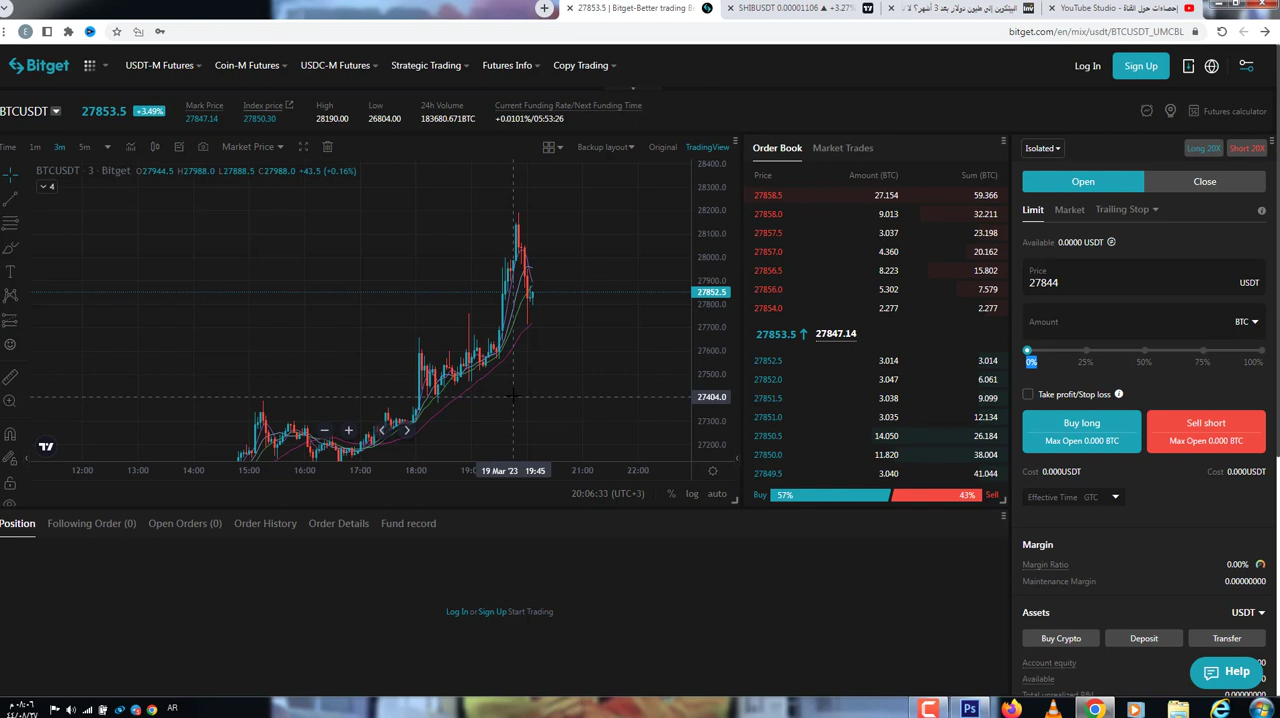 27853.5 | Bitget-Better trading Be
SHIBUSDT 0.00001106 ▲ +3.27%
YouTube Studio - إحصاءات حول القناة
bitget.com/en/mix/usdt/BTCUSDT_UMCBL
Bitget
USDT-M Futures
Coin-M Futures
USDC-M Futures
Strategic Trading
Futures Info
Copy Trading
Log In
Sign Up
BTCUSDT
27853.5
+3.49%
Mark Price
27847.14
Index price
27850.30
High
28190.00
Low
26804.00
24h Volume
183680.671BTC
Current Funding Rate/Next Funding Time
+0.0101%/05:53:26
Futures calculator
Time
1m
3m
5m
Market Price
Backup layout
Original
TradingView
BTCUSDT · 3 · Bitget O27944.5 H27988.0 L27888.5 C27988.0 +43.5 (+0.16%)
4
28400.0
28300.0
28200.0
28100.0
28000.0
27900.0
27852.5
27800.0
27700.0
27600.0
27500.0
27404.0
27300.0
27200.0
12:00
13:00
14:00
15:00
16:00
17:00
18:00
19 Mar '23 19:45
21:00
22:00
20:06:33 (UTC+3)
%
log
auto
Order Book
Market Trades
Price Amount (BTC) Sum (BTC)
27858.5 27.154 59.366
27858.0 9.013 32.211
27857.5 3.037 23.198
27857.0 4.360 20.162
27856.5 8.223 15.802
27856.0 5.302 7.579
27854.0 2.277 2.277
27853.5 27847.14
27852.5 3.014 3.014
27852.0 3.047 6.061
27851.5 3.038 9.099
27851.0 3.035 12.134
27850.5 14.050 26.184
27850.0 11.820 38.004
27849.5 3.040 41.044
Buy 57% 43% Sell
Isolated
Long 20X
Short 20X
Open
Close
Limit
Market
Trailing Stop
Available 0.0000 USDT
Price
27844 USDT
Amount BTC
0% 25% 50% 75% 100%
Take profit/Stop loss
Buy long
Max Open 0.000 BTC
Sell short
Max Open 0.000 BTC
Cost 0.000USDT
Cost 0.000USDT
Effective Time GTC
Margin
Margin Ratio 0.00%
Maintenance Margin 0.00000000
Assets USDT
Buy Crypto
Deposit
Transfer
Account equity
Available
Help
Position
Following Order (0)
Open Orders (0)
Order History
Order Details
Fund record
Log In or Sign Up Start Trading
AR